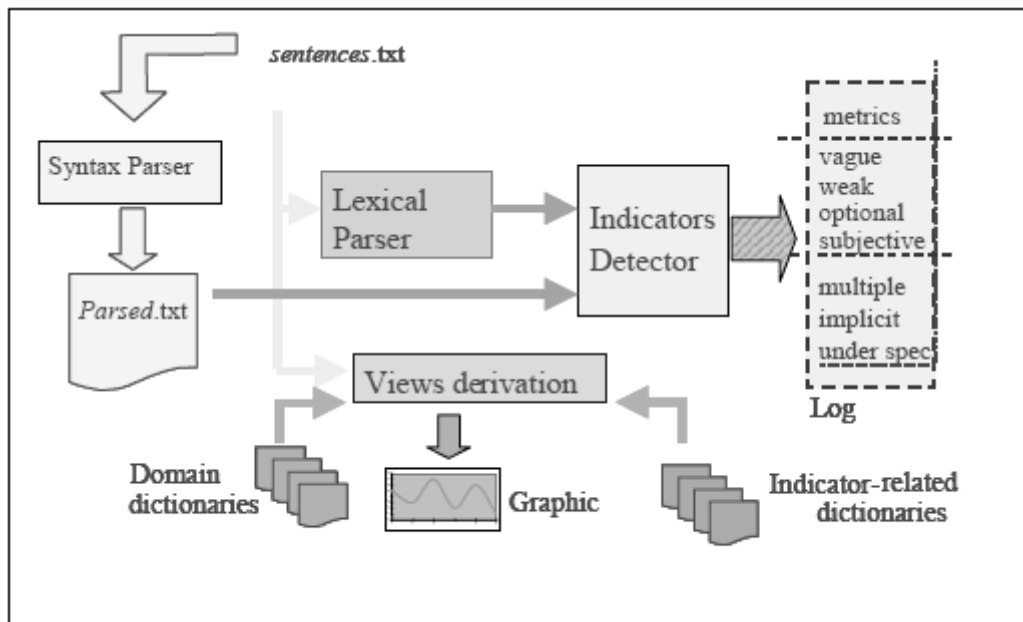 sentences.txt
Syntax Parser
Parsed.txt
Lexical
Parser
Indicators
Detector
metrics
vague
weak
optional
subjective
multiple
implicit
under spec
Log
Views derivation
Domain
dictionaries
Graphic
Indicator-related
dictionaries